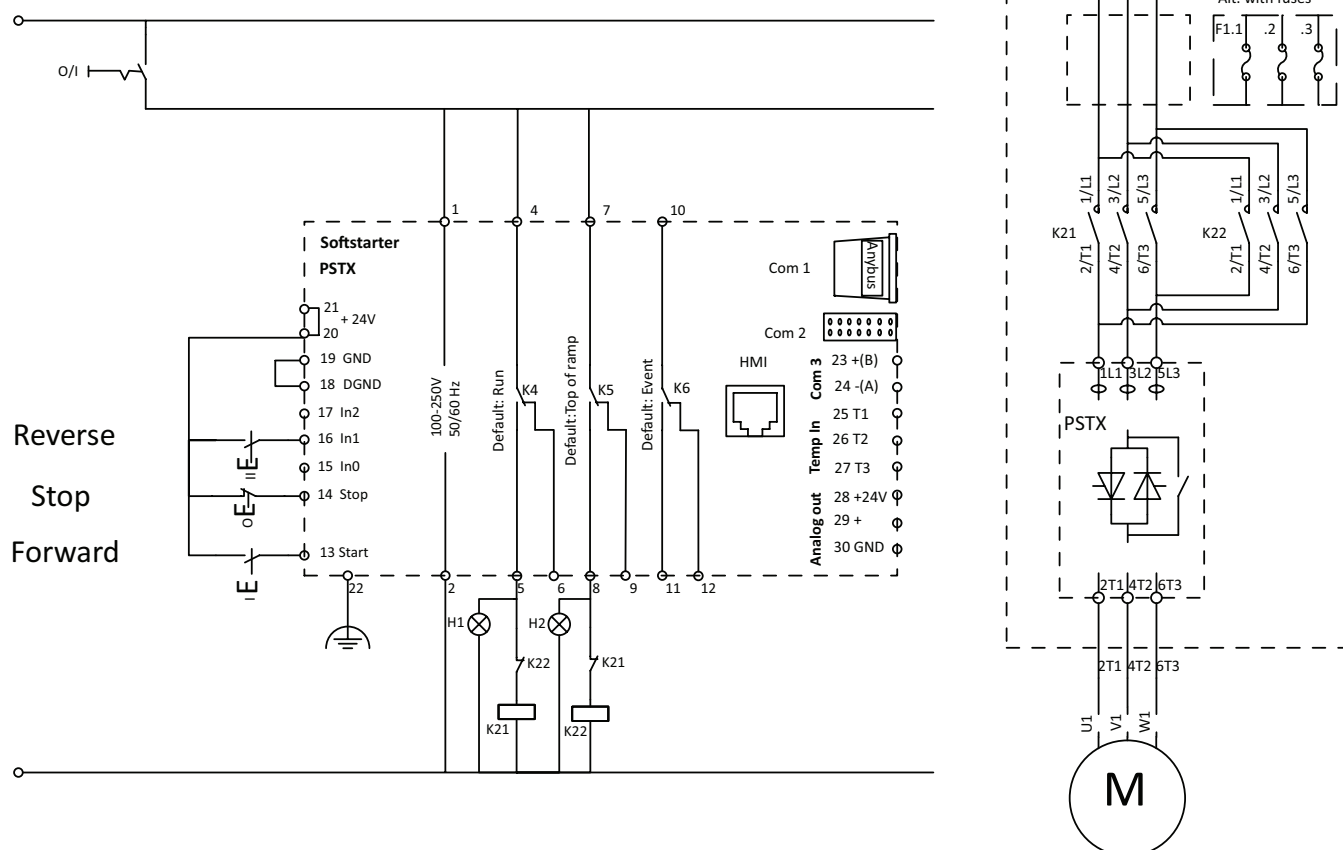 Alt. with fuses
F1.1
.2
.3
O/I
1
4
7
10
Softstarter
PSTX
21
+ 24V
20
19 GND
18 DGND
17 In2
16 In1
15 In0
14 Stop
13 Start
22
Reverse
Stop
Forward
II
O
I
100-250V
50/60 Hz
Default: Run
K4
Default:Top of ramp
K5
Default: Event
K6
Com 1
Anybus
Com 2
HMI
Com 3
23 +(B)
24 -(A)
Temp In
25 T1
26 T2
27 T3
Analog out
28 +24V
29 +
30 GND
2
5
6
8
9
11
12
H1
H2
K22
K21
K21
K22
1/L1
3/L2
5/L3
K21
2/T1
4/T2
6/T3
1/L1
3/L2
5/L3
K22
2/T1
4/T2
6/T3
1L1
3L2
5L3
PSTX
2T1
4T2
6T3
2T1
4T2
6T3
U1
V1
W1
M